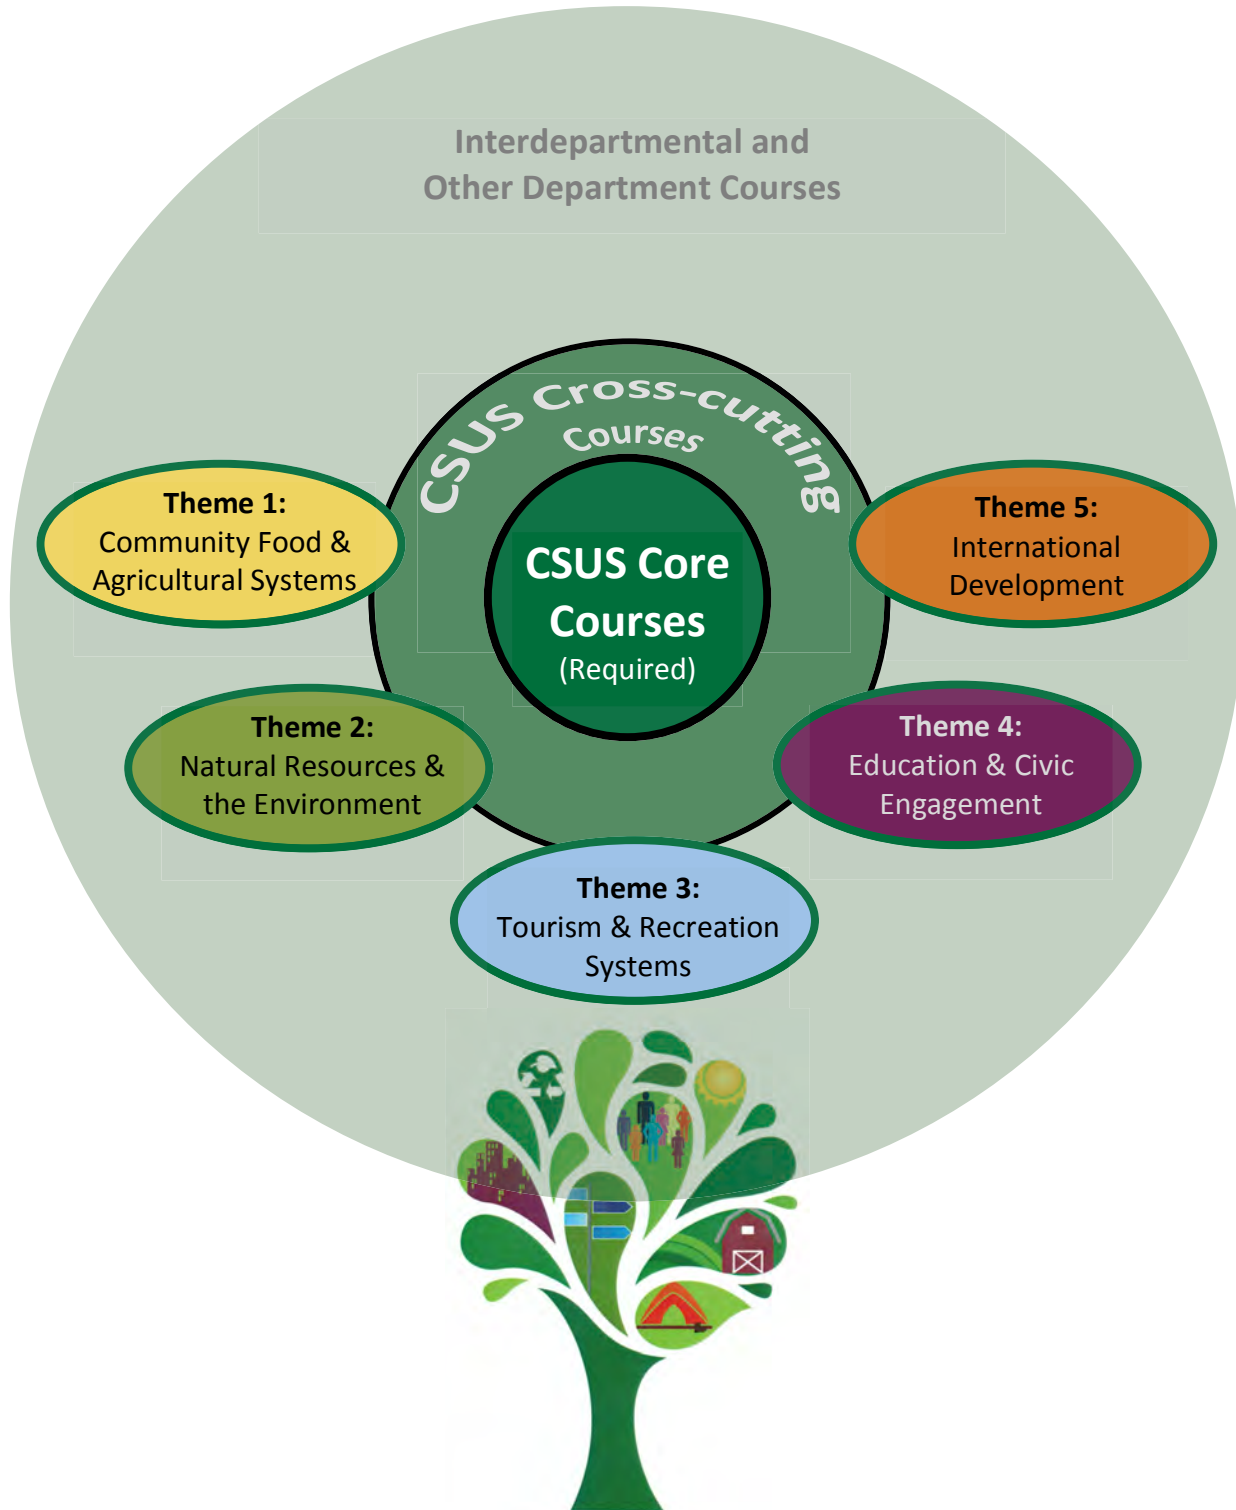 Interdepartmental and
Other Department Courses
CSUS Cross-cutting
Courses
CSUS Core
Courses
(Required)
Theme 1:
Community Food &
Agricultural Systems
Theme 2:
Natural Resources &
the Environment
Theme 3:
Tourism & Recreation
Systems
Theme 4:
Education & Civic
Engagement
Theme 5:
International
Development